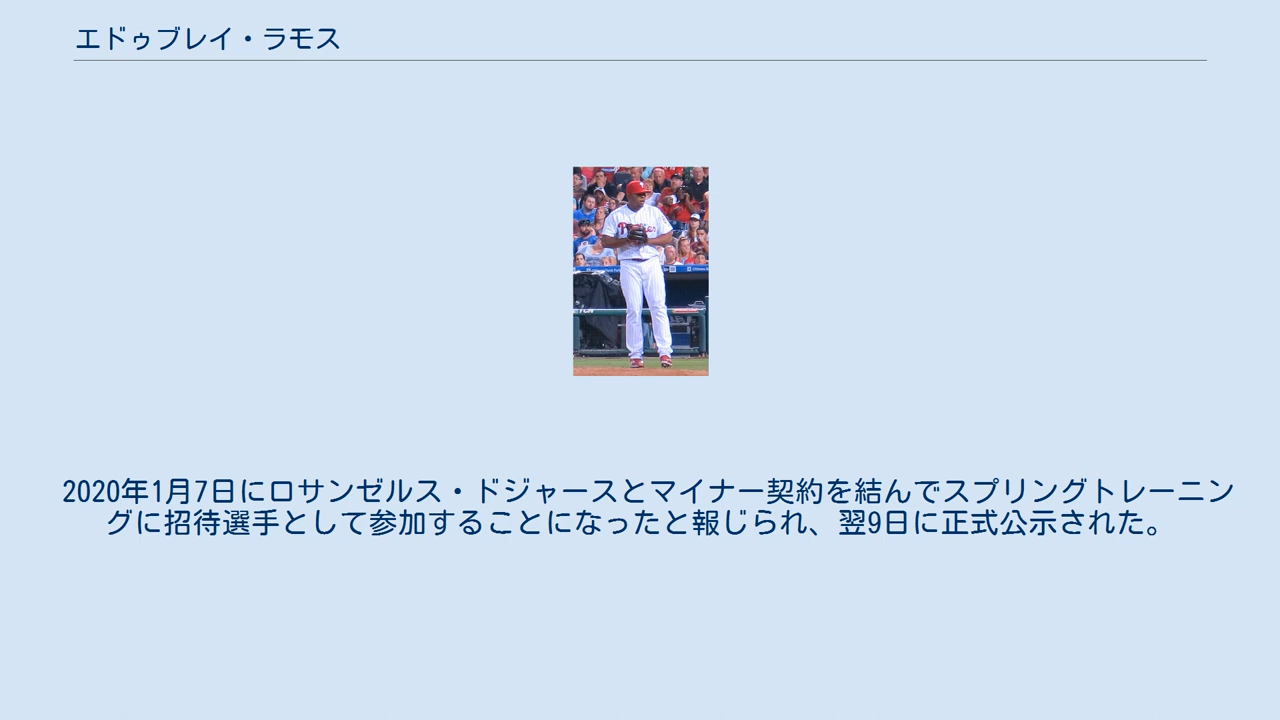 エドゥブレイ・ラモス
2020年1月7日にロサンゼルス・ドジャースとマイナー契約を結んでスプリングトレーニン
グに招待選手として参加することになったと報じられ、翌9日に正式公示された。